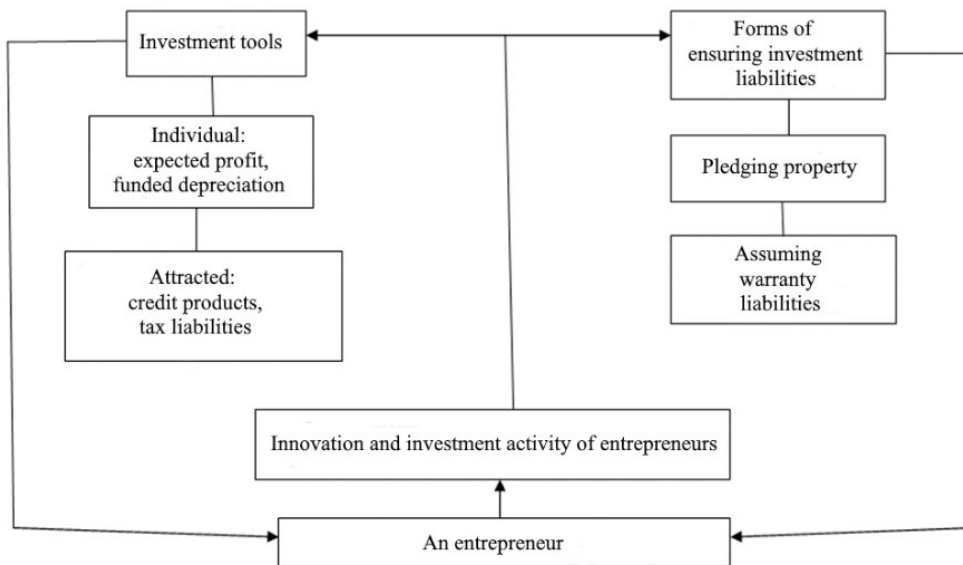 Investment tools
Forms of
ensuring investment
liabilities
Individual:
expected profit,
funded depreciation
Pledging property
Attracted:
credit products,
tax liabilities
Assuming
warranty
liabilities
Innovation and investment activity of entrepreneurs
An entrepreneur